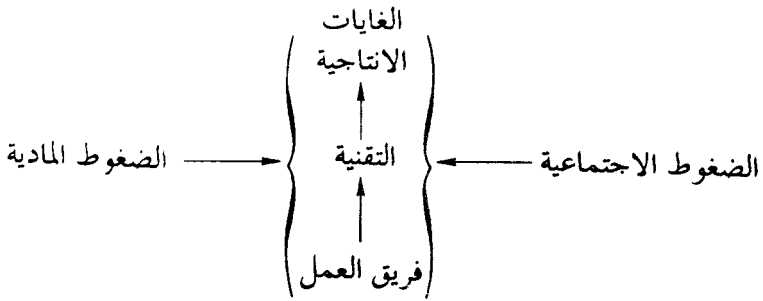 الغايات
الانتاجية
الضغوط الاجتماعية
التقنية
الضغوط المادية
فريق العمل